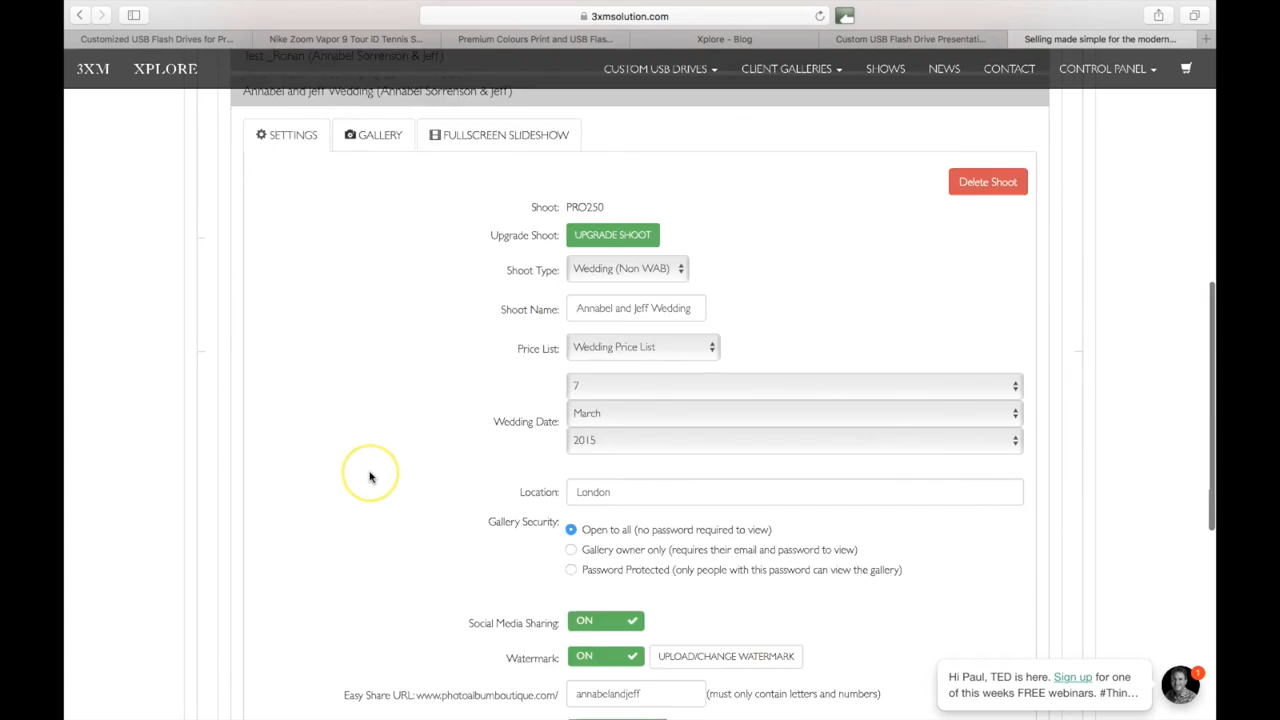 3xmsolution.com
Customized USB Flash Drives for Pr...
Nike Zoom Vapor 9 Tour iD Tennis S...
Premium Colours Print and USB Flas...
Xplore - Blog
Custom USB Flash Drive Presentati...
Selling made simple for the modern...
3XM XPLORE CUSTOM USB DRIVES CLIENT GALLERIES SHOWS NEWS CONTACT CONTROL PANEL
Test _Ronan (Annabel Sorrenson & Jeff)
Annabel and Jeff Wedding (Annabel Sorrenson & Jeff)
SETTINGS GALLERY FULLSCREEN SLIDESHOW
Delete Shoot
Shoot: PRO250
Upgrade Shoot: UPGRADE SHOOT
Shoot Type: Wedding (Non WAB)
Shoot Name: Annabel and Jeff Wedding
Price List: Wedding Price List
7
Wedding Date: March
2015
Location: London
Gallery Security: Open to all (no password required to view)
Gallery owner only (requires their email and password to view)
Password Protected (only people with this password can view the gallery)
Social Media Sharing: ON
Watermark: ON UPLOAD/CHANGE WATERMARK
Easy Share URL: www.photoalbumboutique.com/ annabelandjeff (must only contain letters and numbers)
Hi Paul, TED is here. Sign up for one
of this weeks FREE webinars. #Thin...
1